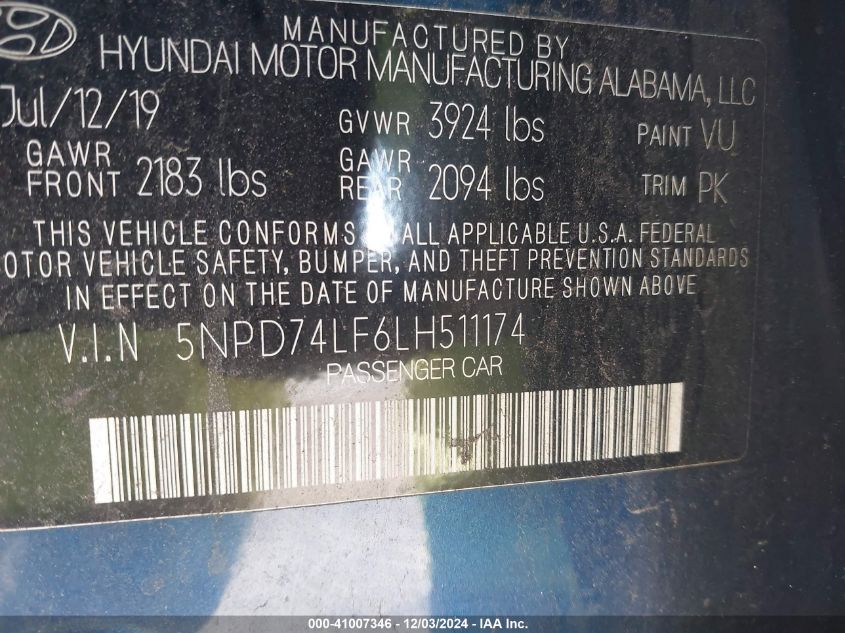 MANUFACTURED BY
HYUNDAI MOTOR MANUFACTURING ALABAMA, LLC
Jul/12/19 GVWR 3924 lbs PAINT VU
GAWR FRONT 2183 lbs GAWR REAR 2094 lbs TRIM PK
THIS VEHICLE CONFORMS ALL APPLICABLE U.S.A. FEDERAL
OTOR VEHICLE SAFETY, BUMPER, AND THEFT PREVENTION STANDARDS
IN EFFECT ON THE DATE OF MANUFACTURE SHOWN ABOVE
V.I.N 5NPD74LF6LH511174
PASSENGER CAR
000-41007346 - 12/03/2024 - IAA Inc.